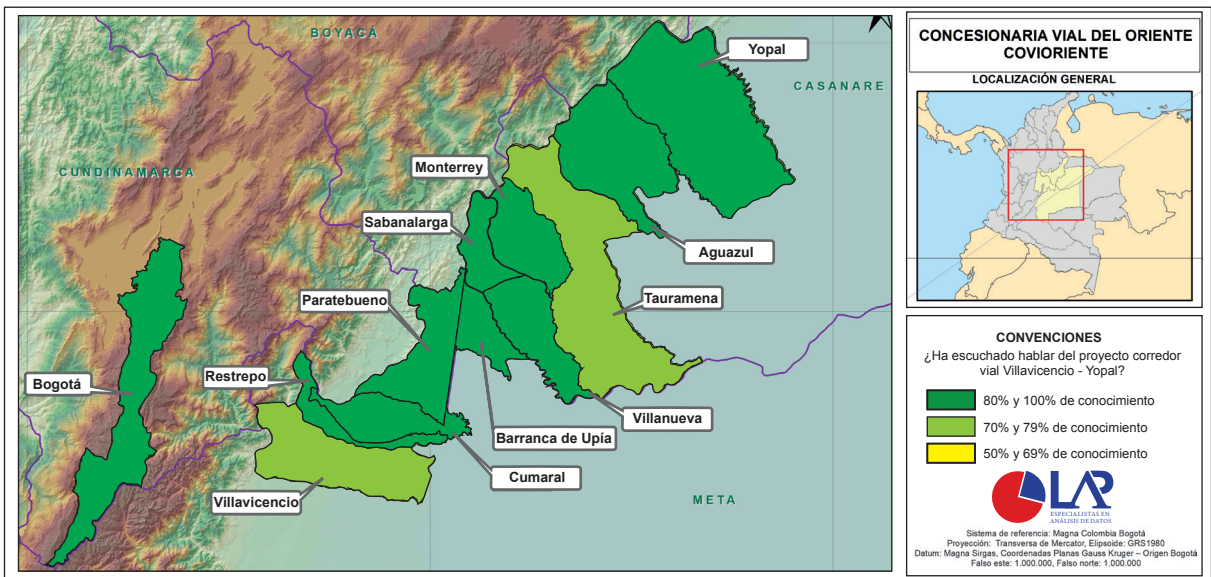 BOYACÁ
Yopal
CASANARE
Monterrey
CUNDINAMARCA
Sabanalarga
Aguazul
Paratebueno
Tauramena
Restrepo
Bogotá
Villanueva
Barranca de Upía
Cumaral
Villavicencio
META
CONCESIONARIA VIAL DEL ORIENTE
COVIORIENTE
LOCALIZACIÓN GENERAL
CONVENCIONES
¿Ha escuchado hablar del proyecto corredor
vial Villavicencio - Yopal?
80% y 100% de conocimiento
70% y 79% de conocimiento
50% y 69% de conocimiento
LAP
ESPECIALISTAS EN
ANÁLISIS DE DATOS
Sistema de referencia: Magna Colombia Bogotá
Proyección: Transversa de Mercator, Elipsoide: GRS1980
Datum: Magna Sirgas, Coordenadas Planas Gauss Kruger – Origen Bogotá
Falso este: 1.000.000, Falso norte: 1.000.000